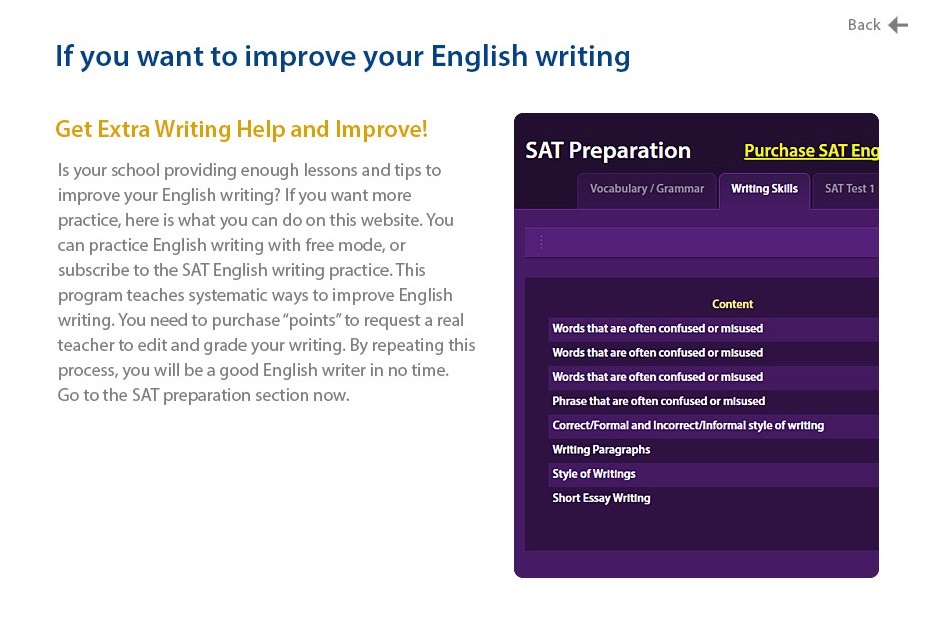 Back
If you want to improve your English writing
Get Extra Writing Help and Improve!
Is your school providing enough lessons and tips to
improve your English writing? If you want more
practice, here is what you can do on this website. You
can practice English writing with free mode, or
subscribe to the SAT English writing practice. This
program teaches systematic ways to improve English
writing. You need to purchase “points” to request a real
teacher to edit and grade your writing. By repeating this
process, you will be a good English writer in no time.
Go to the SAT preparation section now.
SAT Preparation
Purchase SAT Eng
Vocabulary / Grammar
Writing Skills
SAT Test 1
Content
Words that are often confused or misused
Words that are often confused or misused
Words that are often confused or misused
Phrase that are often confused or misused
Correct/Formal and Incorrect/Informal style of writing
Writing Paragraphs
Style of Writings
Short Essay Writing